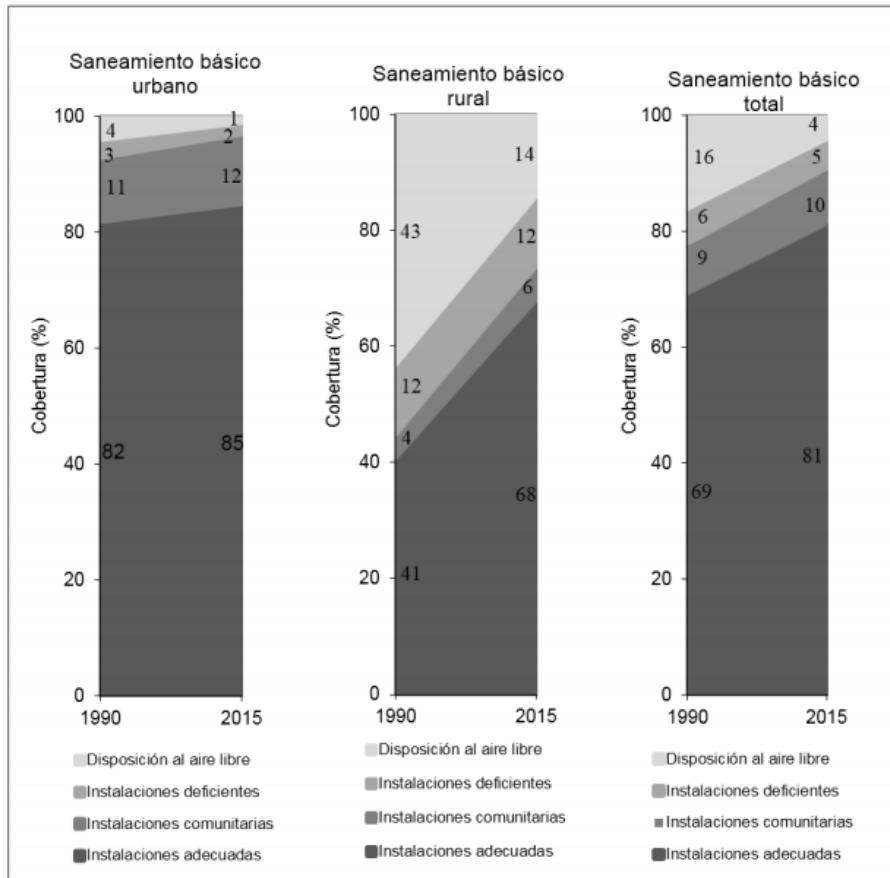 Saneamiento básico
urbano
Cobertura (%)
100
80
60
40
20
0
4
3
11
82
1
2
12
85
1990
2015
Disposición al aire libre
Instalaciones deficientes
Instalaciones comunitarias
Instalaciones adecuadas
Saneamiento básico
rural
Cobertura (%)
100
80
60
40
20
0
43
12
4
41
14
12
6
68
1990
2015
Disposición al aire libre
Instalaciones deficientes
Instalaciones comunitarias
Instalaciones adecuadas
Saneamiento básico
total
Cobertura (%)
100
80
60
40
20
0
16
6
9
69
4
5
10
81
1990
2015
Disposición al aire libre
Instalaciones deficientes
Instalaciones comunitarias
Instalaciones adecuadas